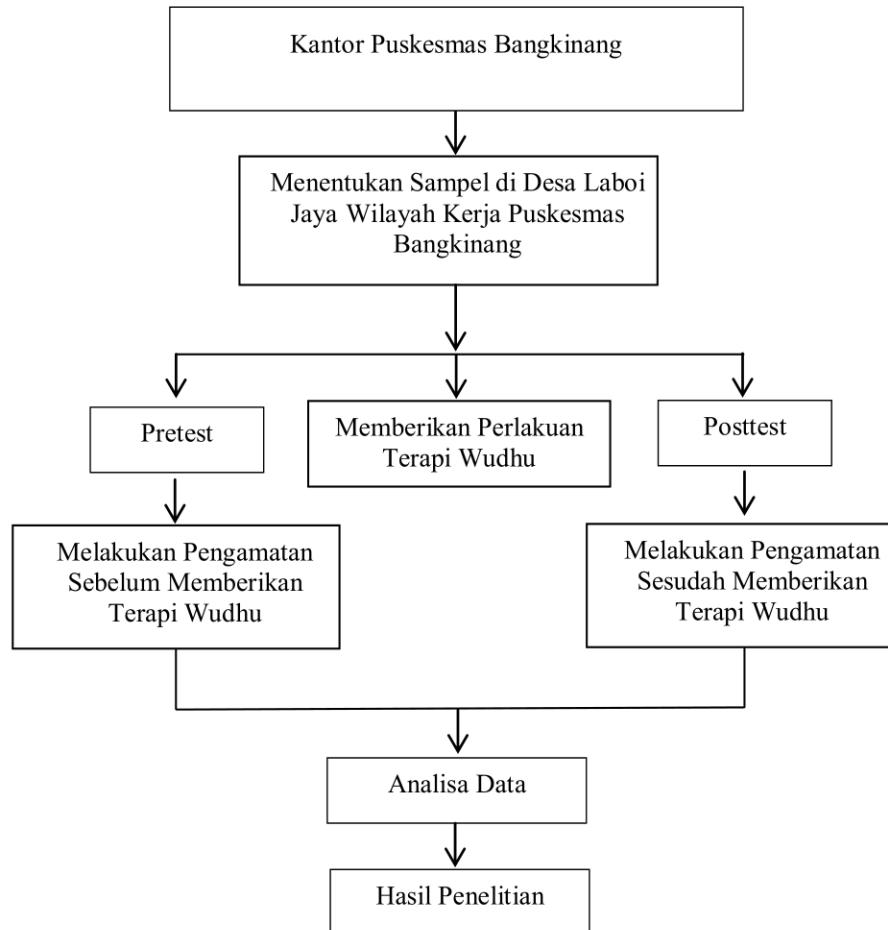 Kantor Puskesmas Bangkinang
Menentukan Sampel di Desa Laboi
Jaya Wilayah Kerja Puskesmas
Bangkinang
Pretest
Memberikan Perlakuan
Terapi Wudhu
Posttest
Melakukan Pengamatan
Sebelum Memberikan
Terapi Wudhu
Melakukan Pengamatan
Sesudah Memberikan
Terapi Wudhu
Analisa Data
Hasil Penelitian